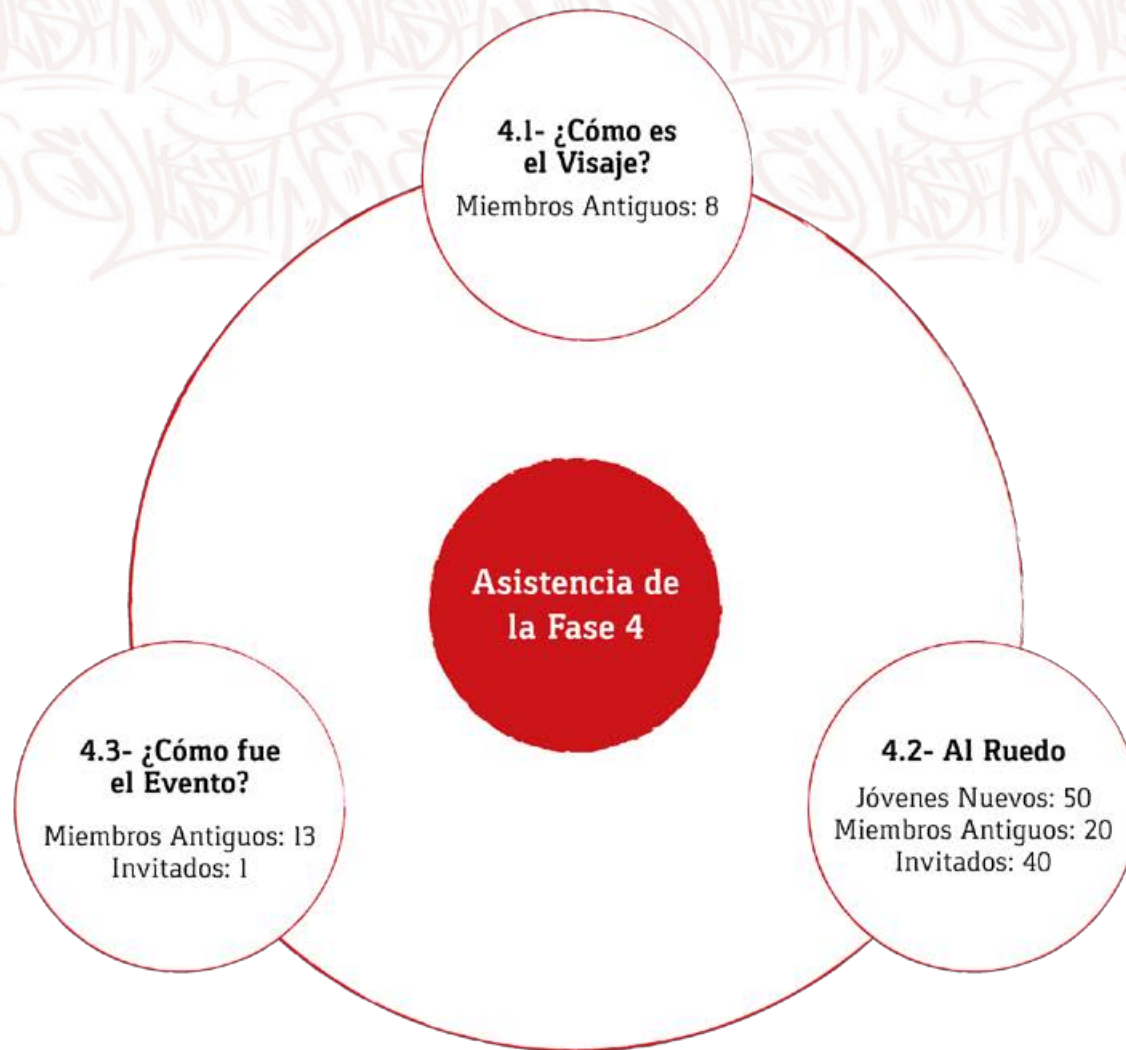 4.1- ¿Cómo es
el Visaje?
Miembros Antiguos: 8
Asistencia de
la Fase 4
4.2- Al Ruedo
Jóvenes Nuevos: 50
Miembros Antiguos: 20
Invitados: 40
4.3- ¿Cómo fue
el Evento?
Miembros Antiguos: 13
Invitados: 1